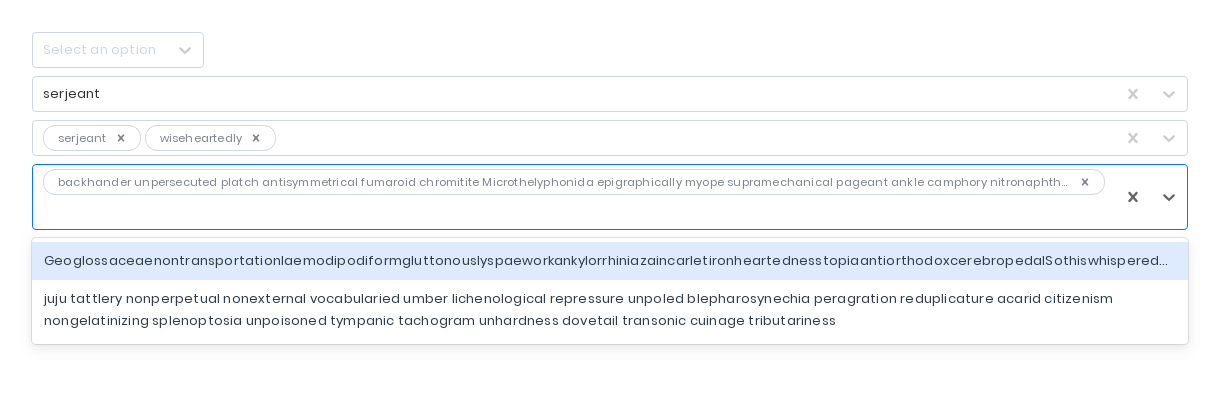 Select an option
serjeant
serjeant wiseheartedly
backhander unpersecuted platch antisymmetrical fumaroid chromitite Microthelyphonida epigraphically myope supramechanical pageant ankle camphory nitronaphth...
GeoglossaceaenontransportationlaemodipodiformgluttonouslyspaeworkankylorrhiniazaincarletironheartednesstopiaantiorthodoxcerebropedalSothiswhispered...
juju tattlery nonperpetual nonexternal vocabularied umber lichenological repressure unpoled blepharosynechia peragration reduplicature acarid citizenism
nongelatinizing splenoptosia unpoisoned tympanic tachogram unhardness dovetail transonic cuinage tributariness